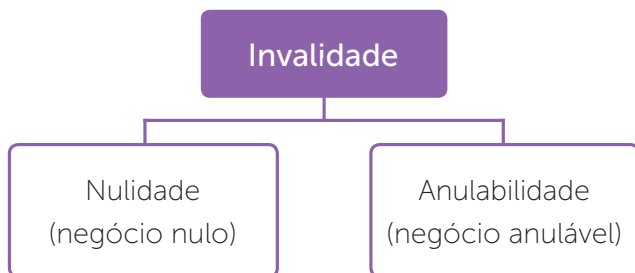 Invalidade
Nulidade
(negócio nulo)
Anulabilidade
(negócio anulável)